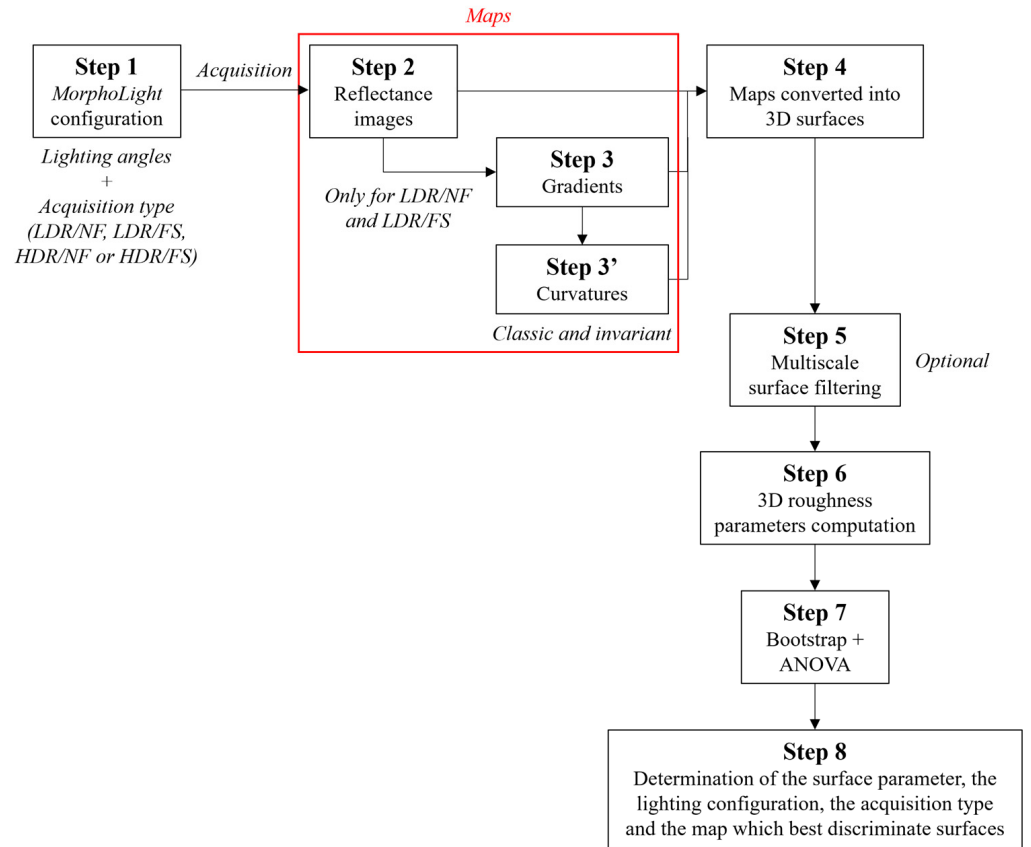 Maps
Step 1
MorphoLight
configuration
Acquisition
Lighting angles
+
Acquisition type
(LDR/NF, LDR/FS,
HDR/NF or HDR/FS)
Step 2
Reflectance
images
Only for LDR/NF
and LDR/FS
Step 3
Gradients
Step 3’
Curvatures
Classic and invariant
Step 4
Maps converted into
3D surfaces
Step 5
Multiscale
surface filtering
Optional
Step 6
3D roughness
parameters computation
Step 7
Bootstrap +
ANOVA
Step 8
Determination of the surface parameter, the
lighting configuration, the acquisition type
and the map which best discriminate surfaces